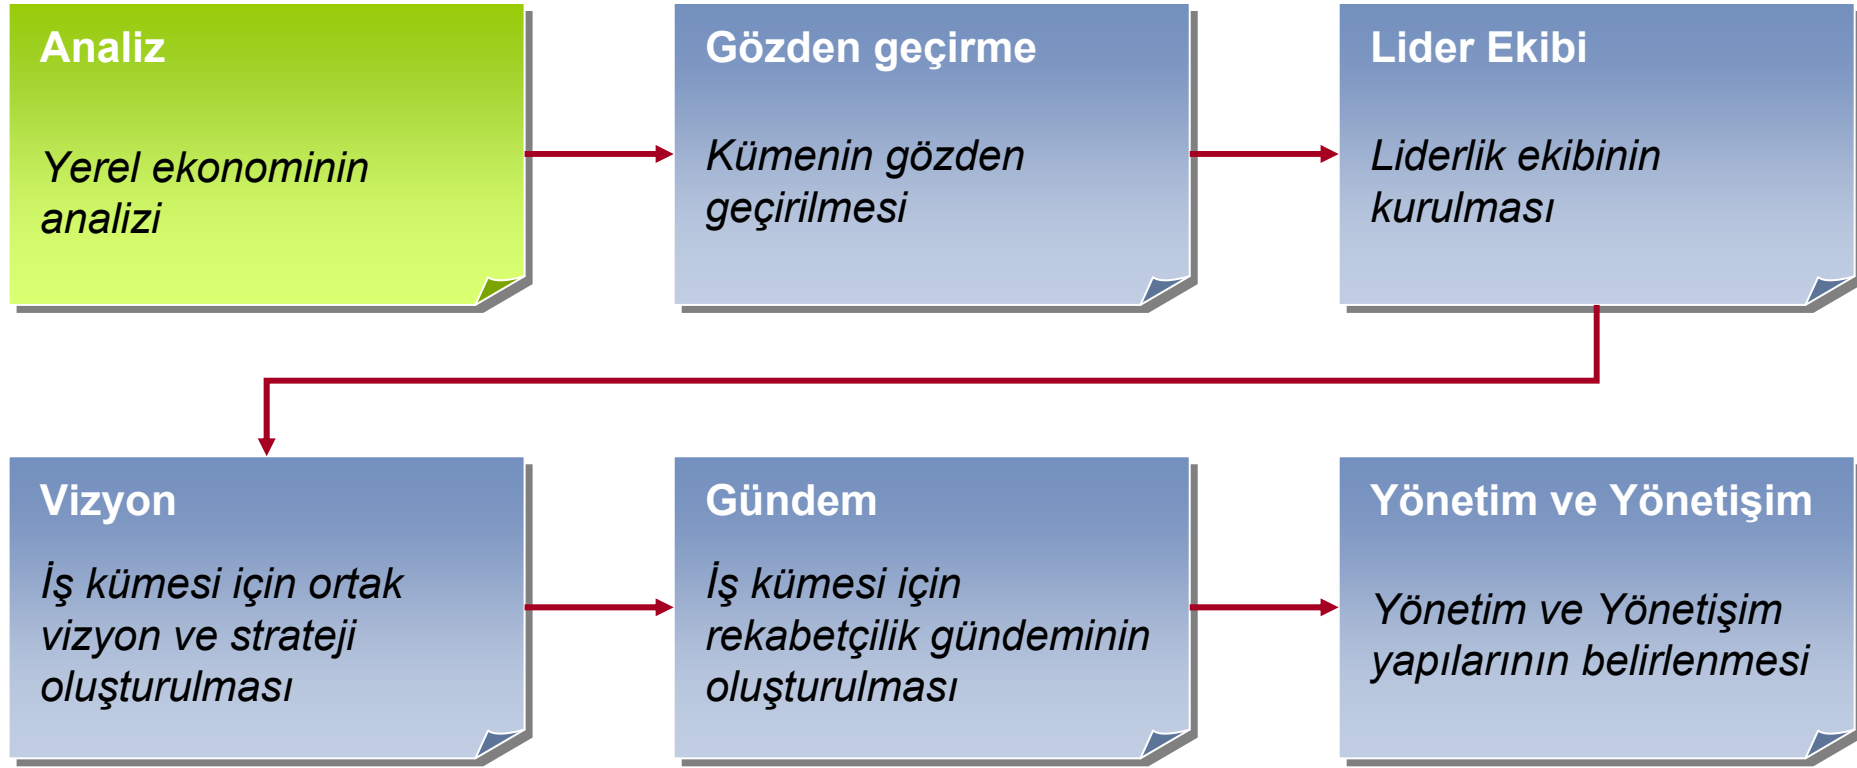 Analiz
Yerel ekonominin
analizi
Gözden geçirme
Kümenin gözden
geçirilmesi
Lider Ekibi
Liderlik ekibinin
kurulması
Vizyon
İş kümesi için ortak
vizyon ve strateji
oluşturulması
Gündem
İş kümesi için
rekabetçilik gündeminin
oluşturulması
Yönetim ve Yönetişim
Yönetim ve Yönetişim
yapılarının belirlenmesi